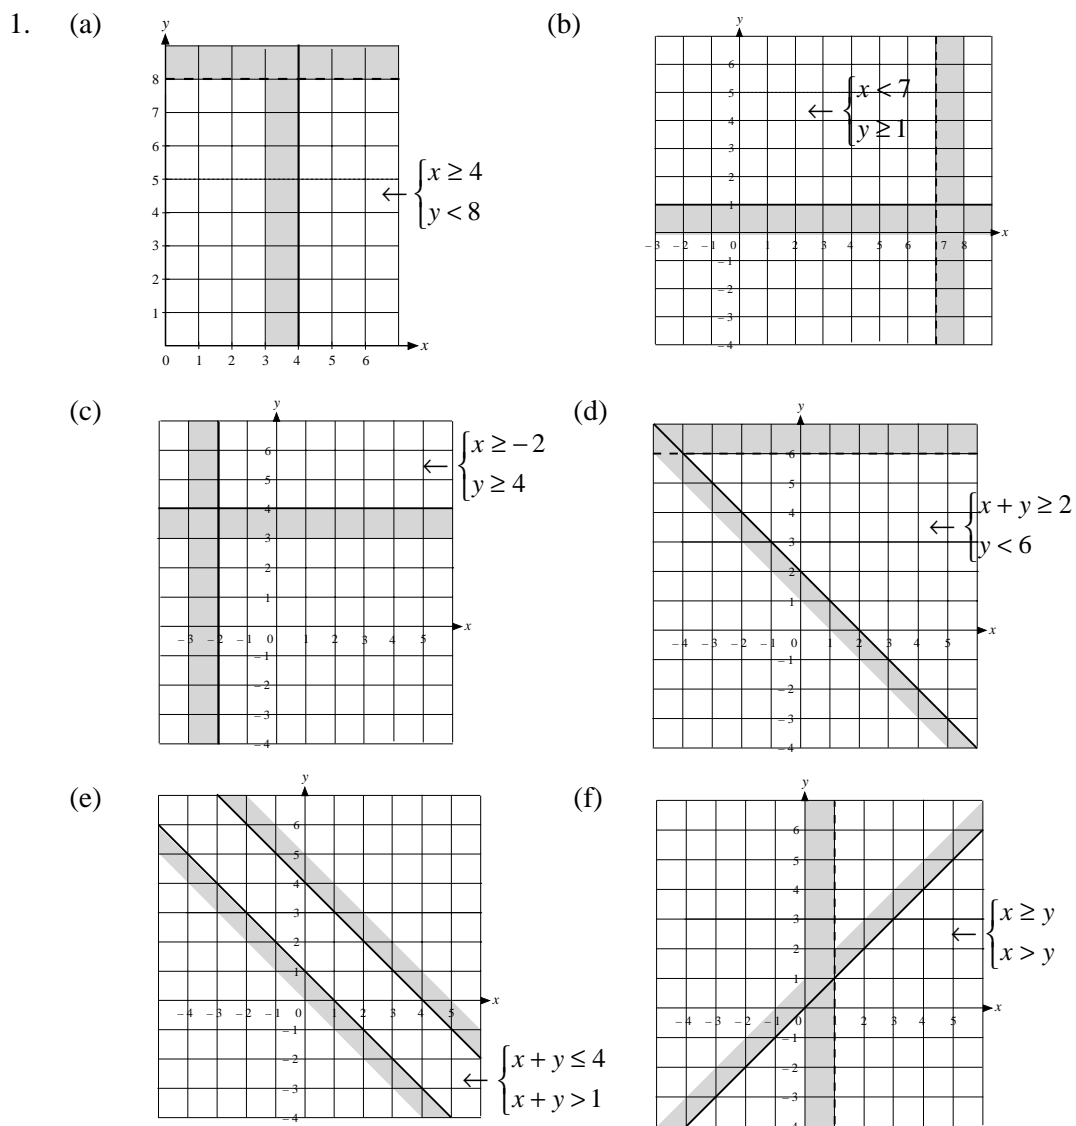 1. (a)
y
8
7
6
5
4
3
2
1
0 1 2 3 4 5 6 x
← { x ≥ 4
y < 8
(b)
y
6
5
4
3
2
1
–3 –2 –1 0 1 2 3 4 5 6 7 8 x
–1
–2
–3
–4
← { x < 7
y ≥ 1
(c)
y
6
5
4
3
2
1
–3 –2 –1 0 1 2 3 4 5 x
–1
–2
–3
–4
← { x ≥ –2
y ≥ 4
(d)
y
6
5
4
3
2
1
–4 –3 –2 –1 0 1 2 3 4 5 x
–1
–2
–3
–4
← { x + y ≥ 2
y < 6
(e)
y
6
5
4
3
2
1
–4 –3 –2 –1 0 1 2 3 4 5 x
–1
–2
–3
–4
← { x + y ≤ 4
x + y > 1
(f)
y
6
5
4
3
2
1
–4 –3 –2 –1 0 1 2 3 4 5 x
–1
–2
–3
–4
← { x ≥ y
x > y